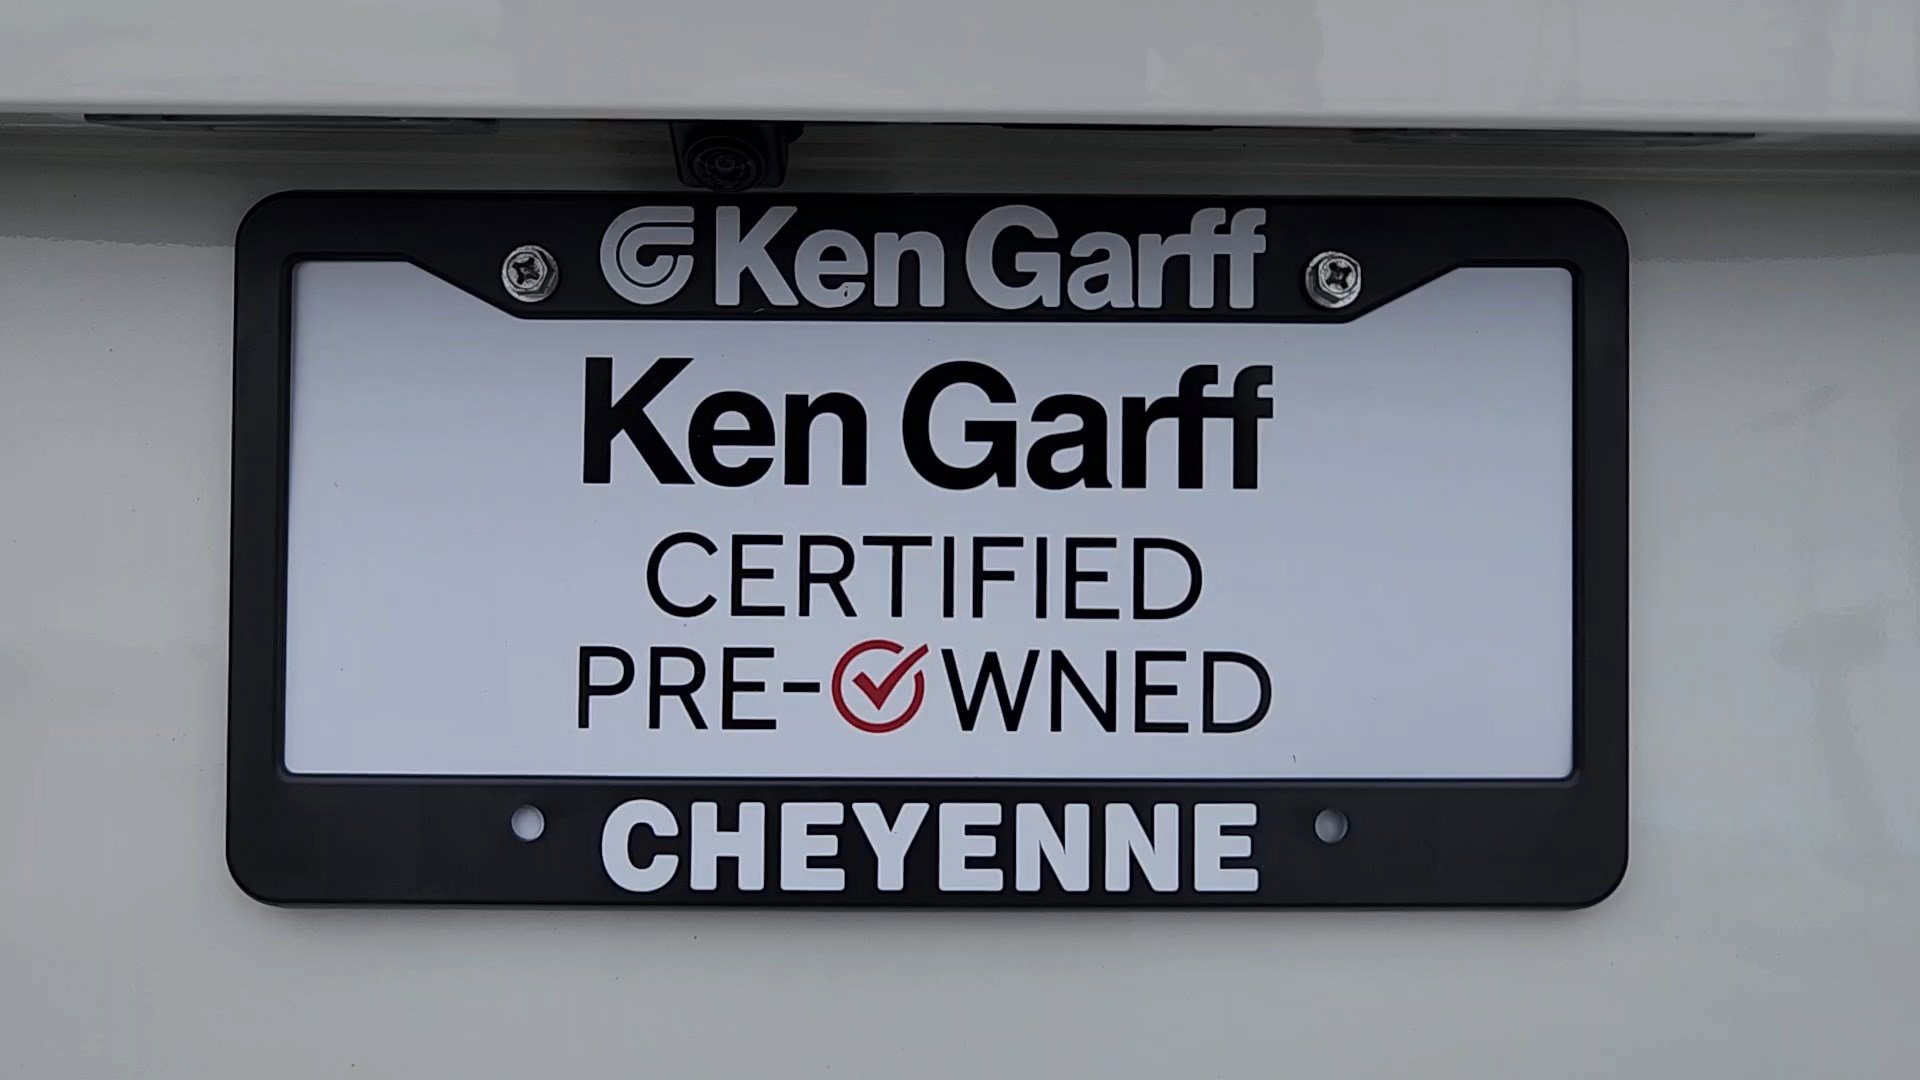 Ken Garff
Ken Garff
CERTIFIED
PRE-OWNED
CHEYENNE